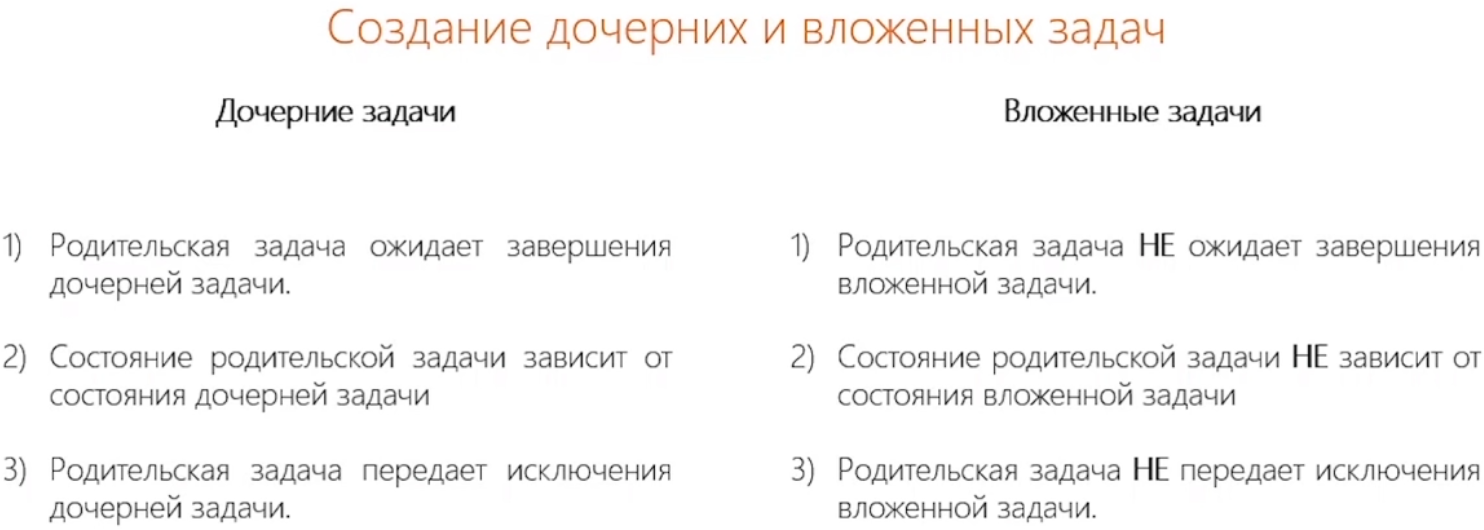 Создание дочерних и вложенных задач
Дочерние задачи
1) Родительская задача ожидает завершения
дочерней задачи.
2) Состояние родительской задачи зависит от
состояния дочерней задачи
3) Родительская задача передает исключения
дочерней задачи.
Вложенные задачи
1) Родительская задача НЕ ожидает завершения
вложенной задачи.
2) Состояние родительской задачи НЕ зависит от
состояния вложенной задачи
3) Родительская задача НЕ передает исключения
вложенной задачи.